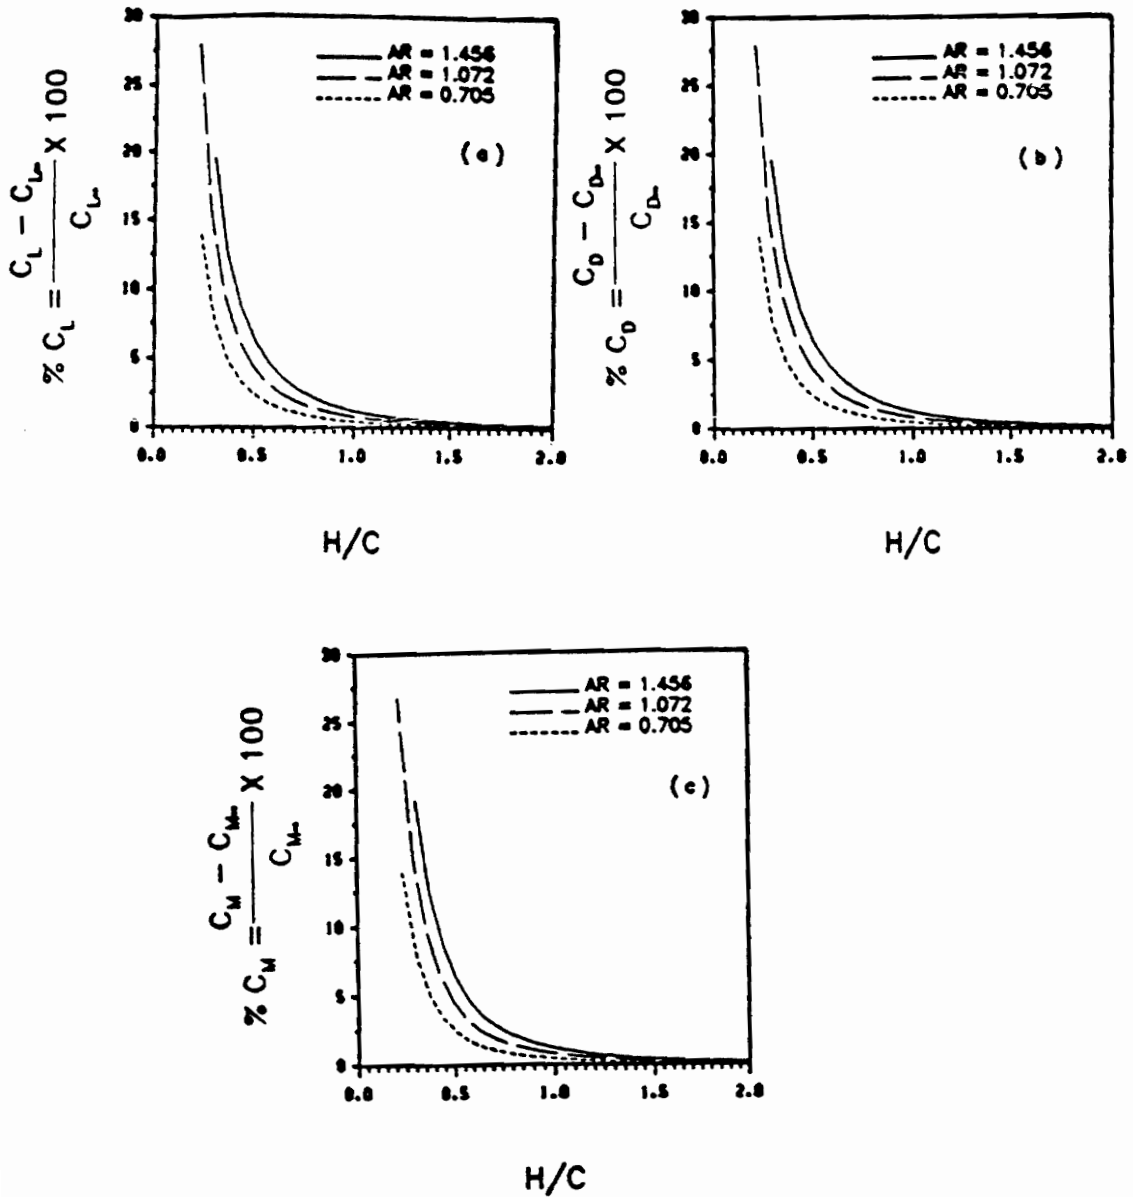 % C_L = (C_L − C_L∞) / C_L∞ X 100
30
25
20
15
10
5
0
AR = 1.456
AR = 1.072
AR = 0.705
(a)
0.0 0.5 1.0 1.5 2.0
H/C
% C_D = (C_D − C_D∞) / C_D∞ X 100
30
25
20
15
10
5
0
AR = 1.456
AR = 1.072
AR = 0.705
(b)
0.0 0.5 1.0 1.5 2.0
H/C
% C_M = (C_M − C_M∞) / C_M∞ X 100
30
25
20
15
10
5
0
AR = 1.456
AR = 1.072
AR = 0.705
(c)
0.0 0.5 1.0 1.5 2.0
H/C